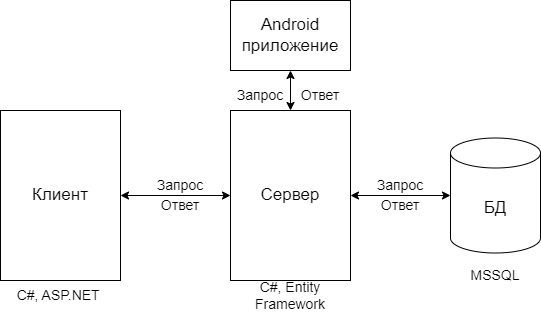 Android
приложение
Запрос Ответ
Клиент
Запрос
Ответ
Сервер
Запрос
Ответ
БД
C#, ASP.NET
C#, Entity
Framework
MSSQL